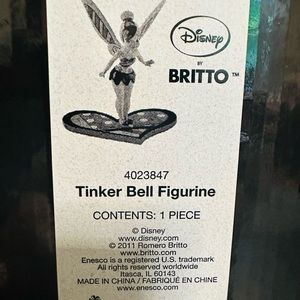 Disney
BY
BRITTO™
4023847
Tinker Bell Figurine
CONTENTS: 1 PIECE
© Disney
www.disney.com
© 2011 Romero Britto
www.britto.com
Enesco is a registered U.S. trademark
All rights reserved worldwide
Itasca, IL 60143
MADE IN CHINA / FABRIQUÉ EN CHINE
www.enesco.com